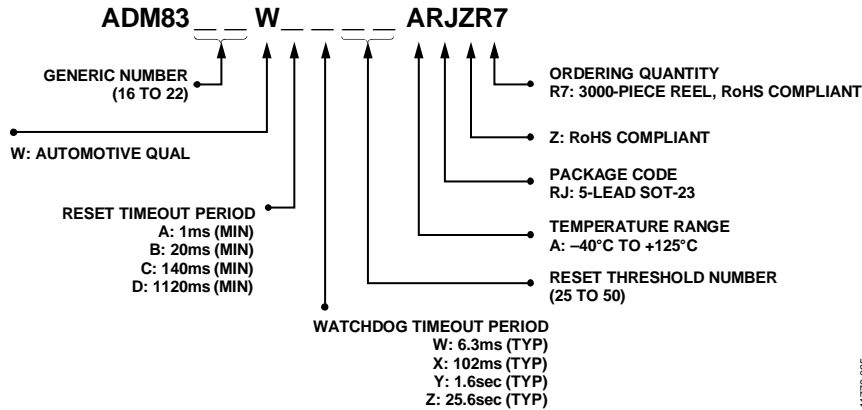 ADM83_ _ W_ _ _ _ ARJZR7
GENERIC NUMBER
(16 TO 22)
W: AUTOMOTIVE QUAL
RESET TIMEOUT PERIOD
A: 1ms (MIN)
B: 20ms (MIN)
C: 140ms (MIN)
D: 1120ms (MIN)
WATCHDOG TIMEOUT PERIOD
W: 6.3ms (TYP)
X: 102ms (TYP)
Y: 1.6sec (TYP)
Z: 25.6sec (TYP)
ORDERING QUANTITY
R7: 3000-PIECE REEL, RoHS COMPLIANT
Z: RoHS COMPLIANT
PACKAGE CODE
RJ: 5-LEAD SOT-23
TEMPERATURE RANGE
A: –40°C TO +125°C
RESET THRESHOLD NUMBER
(25 TO 50)